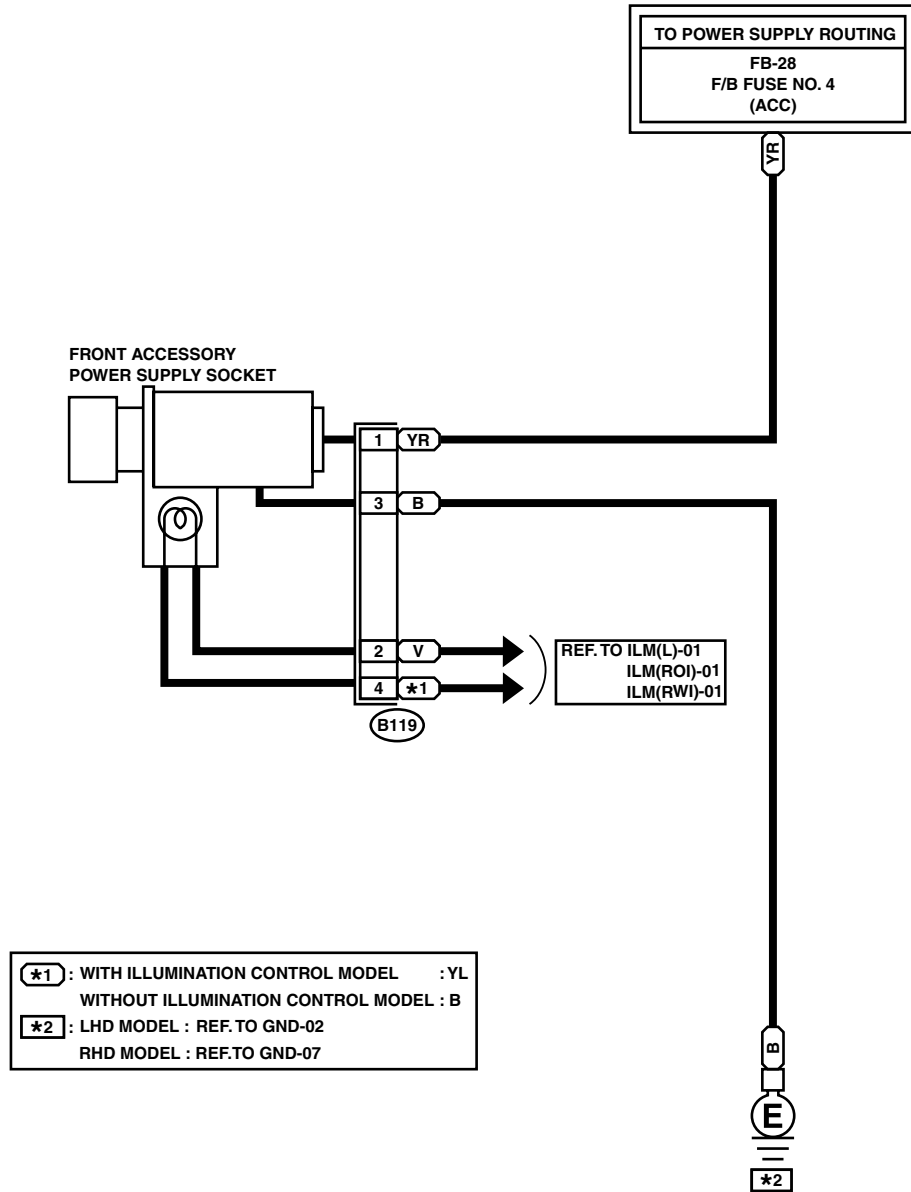 TO POWER SUPPLY ROUTING
FB-28
F/B FUSE NO. 4
(ACC)
YR
FRONT ACCESSORY
POWER SUPPLY SOCKET
1 YR
3 B
2 V
4 *1
B119
REF. TO ILM(L)-01
ILM(ROI)-01
ILM(RWI)-01
*1 : WITH ILLUMINATION CONTROL MODEL : YL
WITHOUT ILLUMINATION CONTROL MODEL : B
*2 : LHD MODEL : REF. TO GND-02
RHD MODEL : REF.TO GND-07
B
E
*2